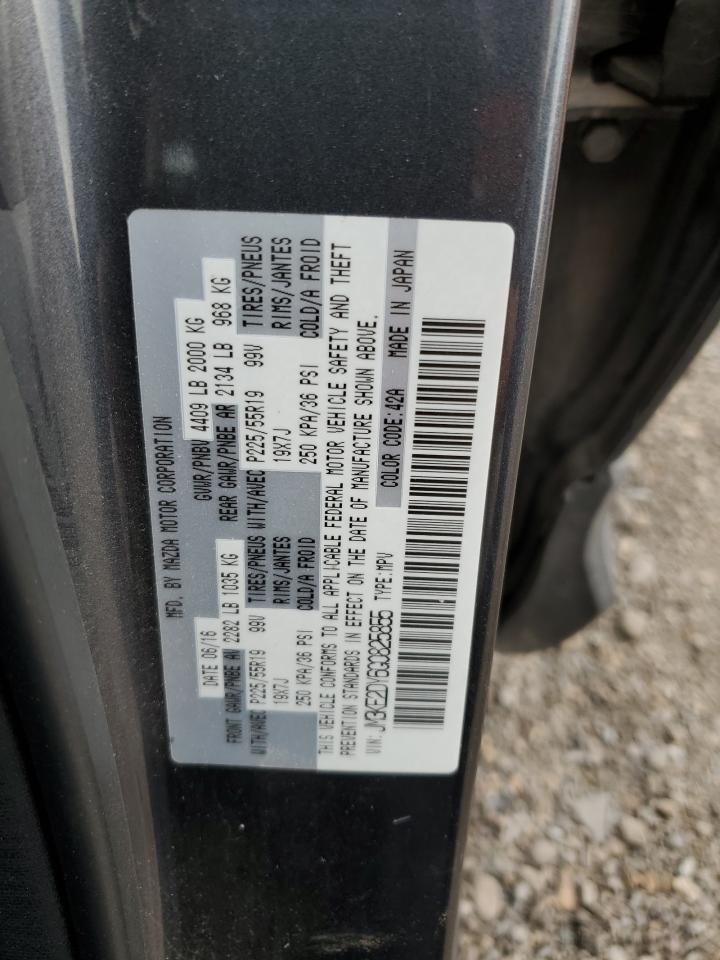 MFD. BY MAZDA MOTOR CORPORATION
DATE 06/16 GVWR/PNBV 4409 LB 2000 KG
FRONT GAWR/PNBE AV 2282 LB 1035 KG REAR GAWR/PNBE AR 2134 LB 968 KG
WITH/AVEC P225/55R19 99V TIRES/PNEUS WITH/AVEC P225/55R19 99V TIRES/PNEUS
19X7J RIMS/JANTES 19X7J RIMS/JANTES
250 KPA/36 PSI COLD/A FROID 250 KPA/36 PSI COLD/A FROID
THIS VEHICLE CONFORMS TO ALL APPLICABLE FEDERAL MOTOR VEHICLE SAFETY AND THEFT
PREVENTION STANDARDS IN EFFECT ON THE DATE OF MANUFACTURE SHOWN ABOVE.
VIN: JM3KE2DY6G0825855 TYPE:MPV COLOR CODE:42A MADE IN JAPAN